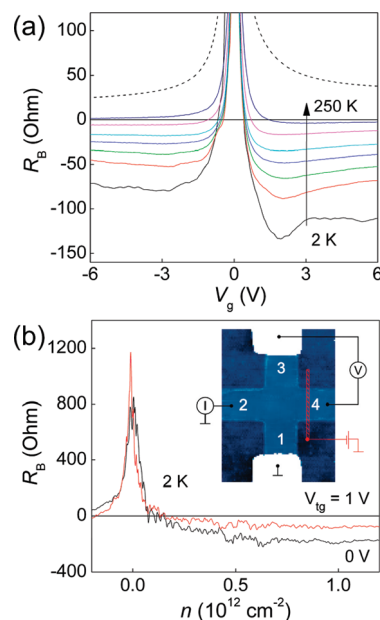 (a)
100
50
0
-50
-100
-150
R_B (Ohm)
250 K
2 K
-6 -3 0 3 6
V_g (V)
(b)
1200
800
400
0
-400
R_B (Ohm)
2 K
3
V
I
2
4
1
V_tg = 1 V
0 V
0.0 0.5 1.0
n (10^12 cm^-2)